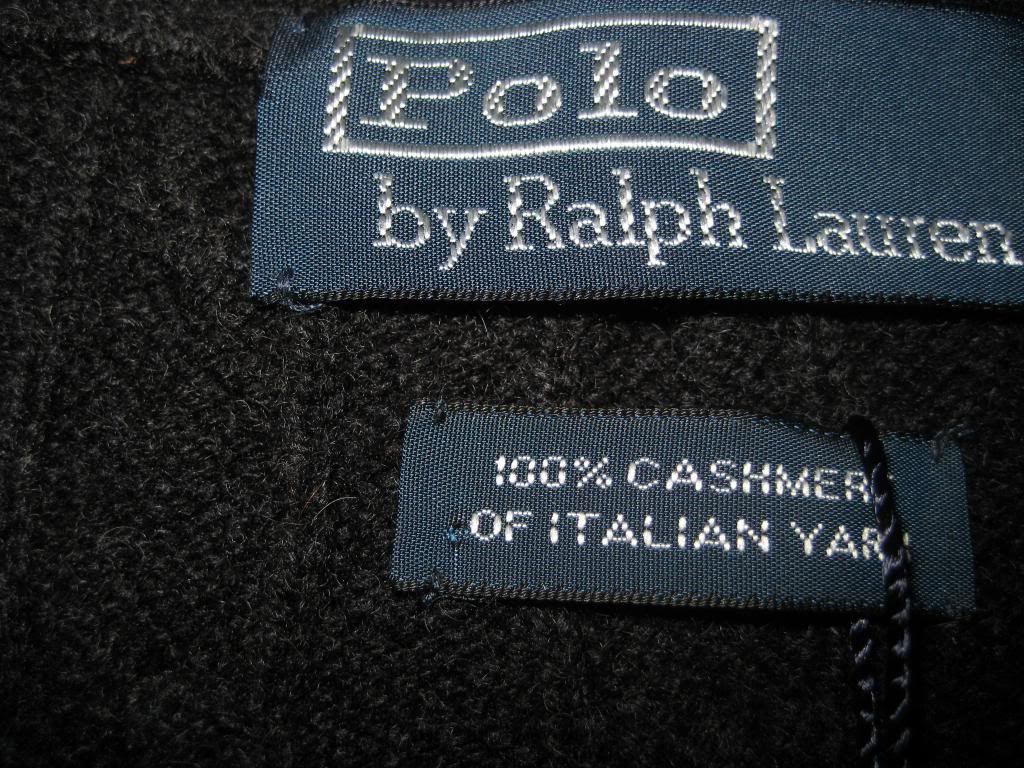 Polo
by Ralph Lauren
100% CASHMER
OF ITALIAN YAR